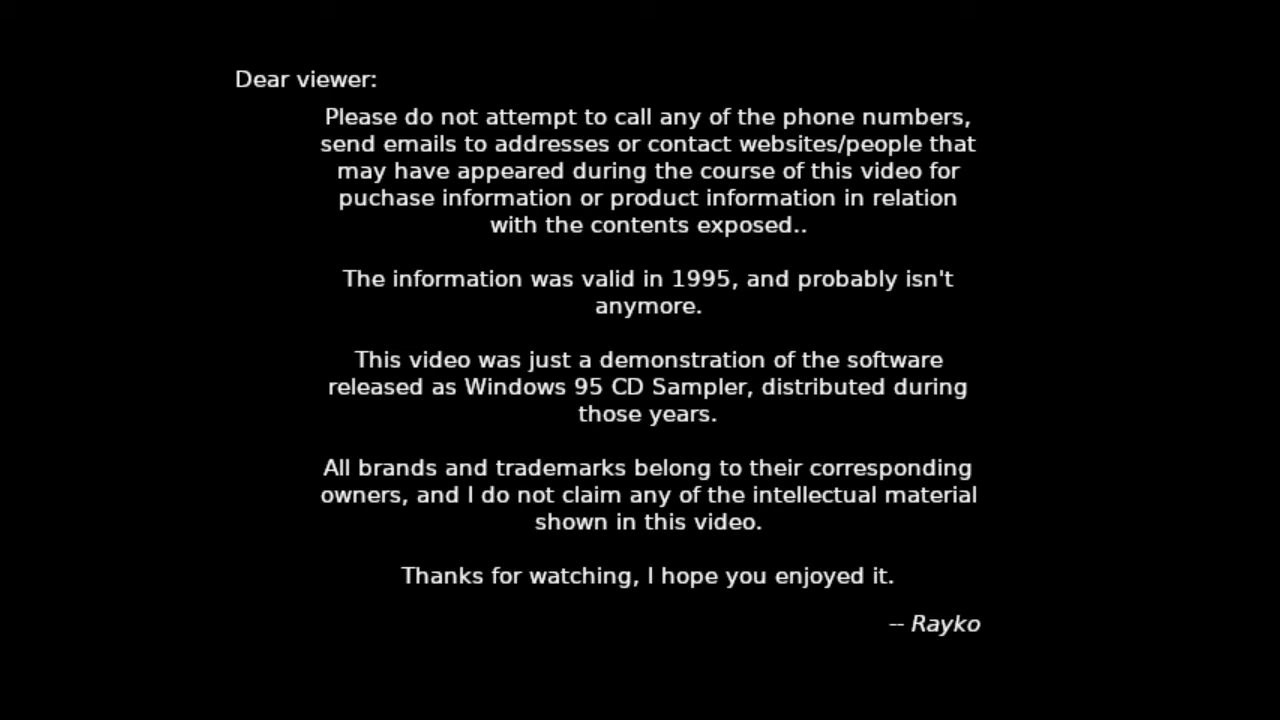 Dear viewer:
Please do not attempt to call any of the phone numbers,
send emails to addresses or contact websites/people that
may have appeared during the course of this video for
puchase information or product information in relation
with the contents exposed..
The information was valid in 1995, and probably isn't
anymore.
This video was just a demonstration of the software
released as Windows 95 CD Sampler, distributed during
those years.
All brands and trademarks belong to their corresponding
owners, and I do not claim any of the intellectual material
shown in this video.
Thanks for watching, I hope you enjoyed it.
-- Rayko